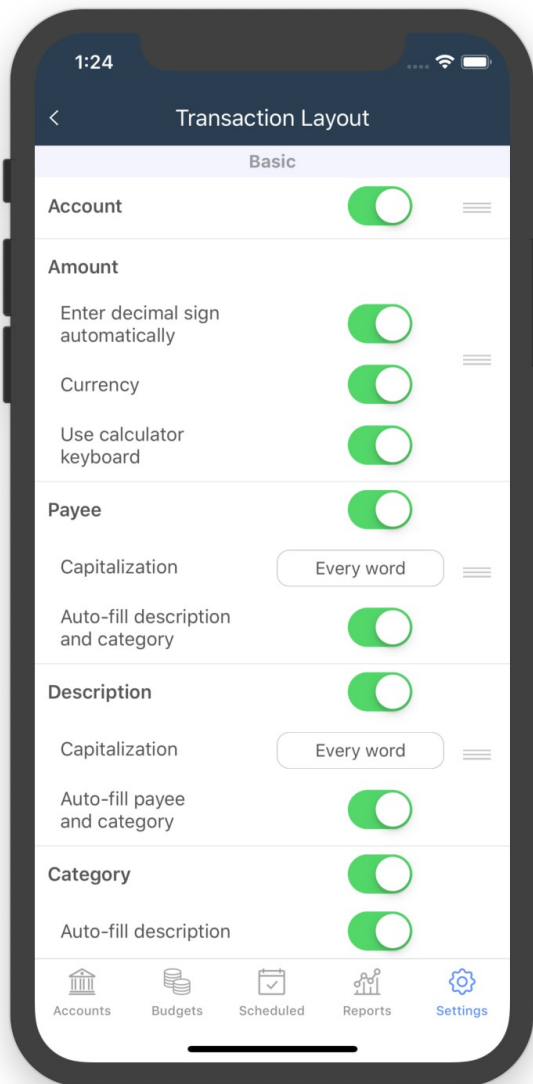 1:24
Transaction Layout
Basic
Account
Amount
Enter decimal sign
automatically
Currency
Use calculator
keyboard
Payee
Capitalization
Every word
Auto-fill description
and category
Description
Capitalization
Every word
Auto-fill payee
and category
Category
Auto-fill description
Accounts
Budgets
Scheduled
Reports
Settings